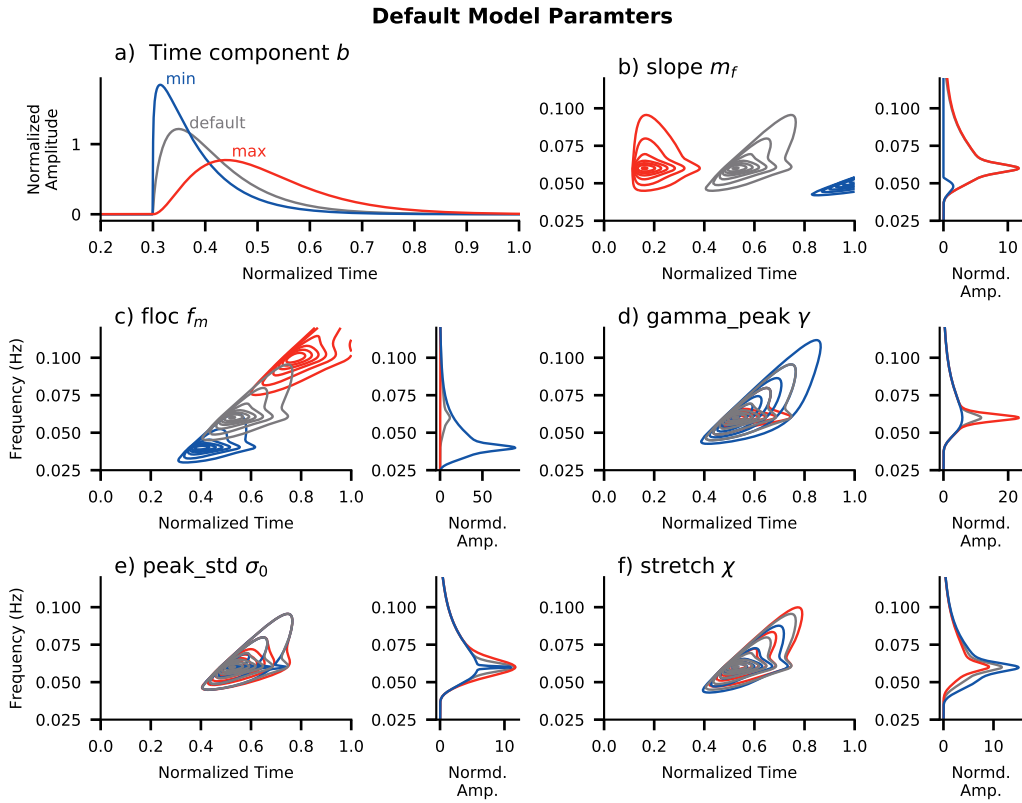 Default Model Paramters
a) Time component b
Normalized
Amplitude
1
0
min
default
max
0.2 0.3 0.4 0.5 0.6 0.7 0.8 0.9 1.0
Normalized Time
b) slope m_f
0.100
0.075
0.050
0.025
0.0 0.2 0.4 0.6 0.8 1.0
Normalized Time
0.100
0.075
0.050
0.025
0 10
Normd.
Amp.
c) floc f_m
Frequency (Hz)
0.100
0.075
0.050
0.025
0.0 0.2 0.4 0.6 0.8 1.0
Normalized Time
0.100
0.075
0.050
0.025
0 50
Normd.
Amp.
d) gamma_peak γ
0.100
0.075
0.050
0.025
0.0 0.2 0.4 0.6 0.8 1.0
Normalized Time
0.100
0.075
0.050
0.025
0 20
Normd.
Amp.
e) peak_std σ₀
Frequency (Hz)
0.100
0.075
0.050
0.025
0.0 0.2 0.4 0.6 0.8 1.0
Normalized Time
0.100
0.075
0.050
0.025
0 10
Normd.
Amp.
f) stretch χ
0.100
0.075
0.050
0.025
0.0 0.2 0.4 0.6 0.8 1.0
Normalized Time
0.100
0.075
0.050
0.025
0 10
Normd.
Amp.